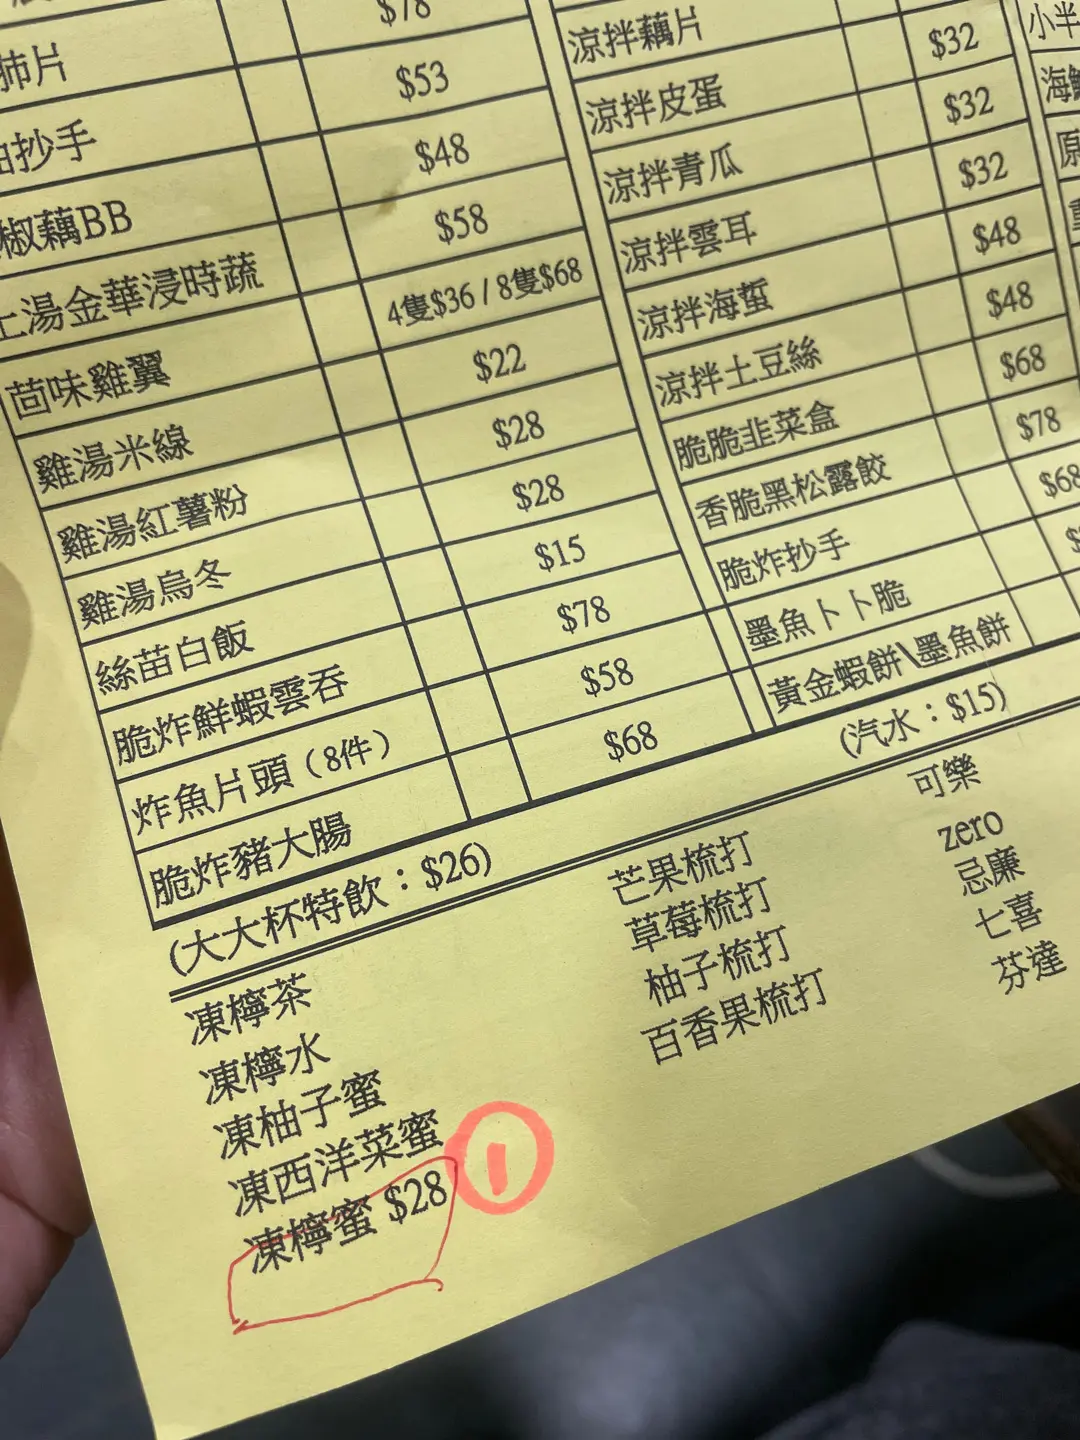 $78
肺片 $53
抄手 $48
椒藕BB $58
上湯金華浸時蔬 4隻$36 / 8隻$68
茴味雞翼 $22
雞湯米線 $28
雞湯紅薯粉 $28
雞湯烏冬 $15
絲苗白飯 $78
脆炸鮮蝦雲吞 $58
炸魚片頭（8件） $68
脆炸豬大腸
涼拌藕片 $32
涼拌皮蛋 $32
涼拌青瓜 $32
涼拌雲耳 $48
涼拌海蜇 $48
涼拌土豆絲 $68
脆脆韭菜盒 $78
香脆黑松露餃 $68
脆炸抄手
墨魚卜卜脆
黃金蝦餅\墨魚餅
小半
海
原
(大大杯特飲：$26)
凍檸茶
凍檸水
凍柚子蜜
凍西洋菜蜜
凍檸蜜 $28
1
芒果梳打
草莓梳打
柚子梳打
百香果梳打
(汽水：$15)
可樂
zero
忌廉
七喜
芬達